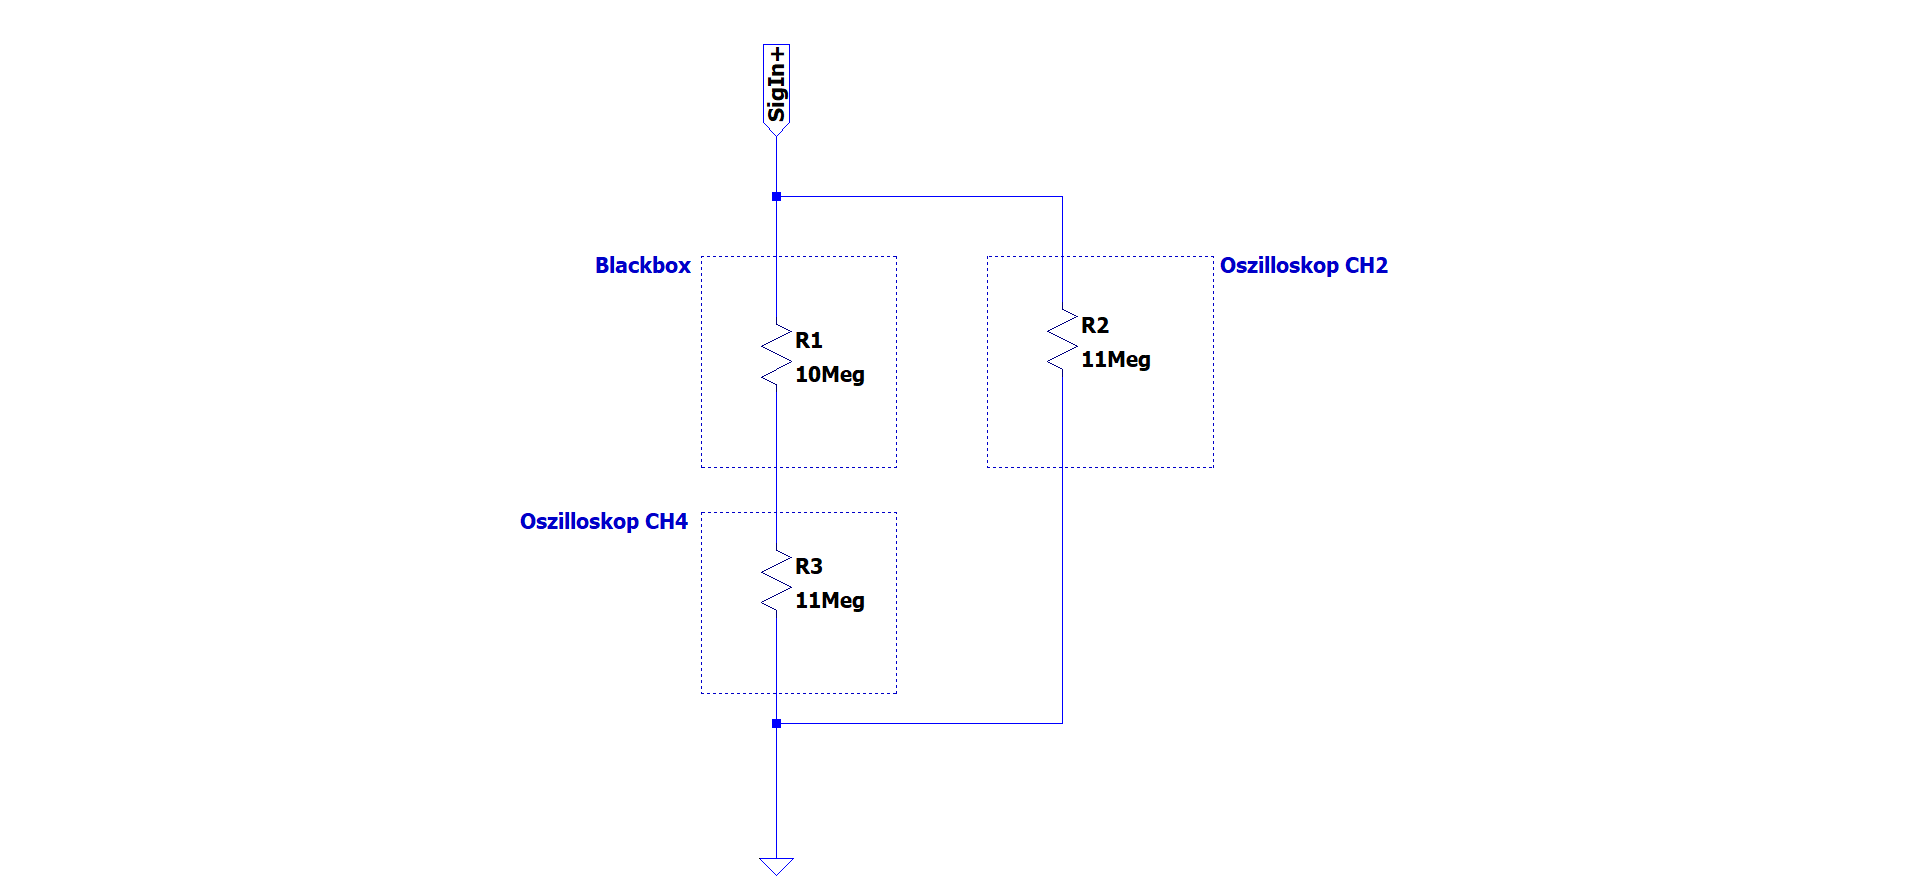 SigIn+
Blackbox
Oszilloskop CH2
R1
10Meg
R2
11Meg
Oszilloskop CH4
R3
11Meg